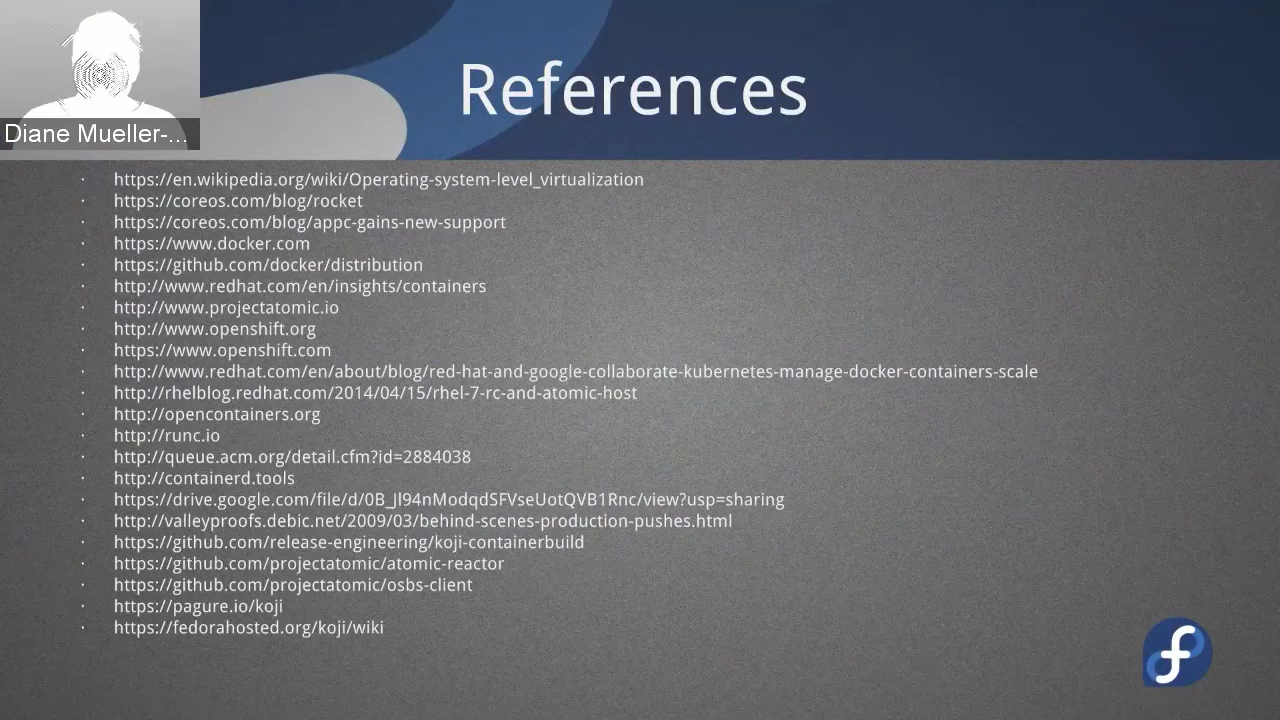 References
Diane Mueller-...
· https://en.wikipedia.org/wiki/Operating-system-level_virtualization
· https://coreos.com/blog/rocket
· https://coreos.com/blog/appc-gains-new-support
· https://www.docker.com
· https://github.com/docker/distribution
· http://www.redhat.com/en/insights/containers
· http://www.projectatomic.io
· http://www.openshift.org
· https://www.openshift.com
· http://www.redhat.com/en/about/blog/red-hat-and-google-collaborate-kubernetes-manage-docker-containers-scale
· http://rhelblog.redhat.com/2014/04/15/rhel-7-rc-and-atomic-host
· http://opencontainers.org
· http://runc.io
· http://queue.acm.org/detail.cfm?id=2884038
· http://containerd.tools
· https://drive.google.com/file/d/0B_Jl94nModqdSFVseUotQVB1Rnc/view?usp=sharing
· http://valleyproofs.debic.net/2009/03/behind-scenes-production-pushes.html
· https://github.com/release-engineering/koji-containerbuild
· https://github.com/projectatomic/atomic-reactor
· https://github.com/projectatomic/osbs-client
· https://pagure.io/koji
· https://fedorahosted.org/koji/wiki